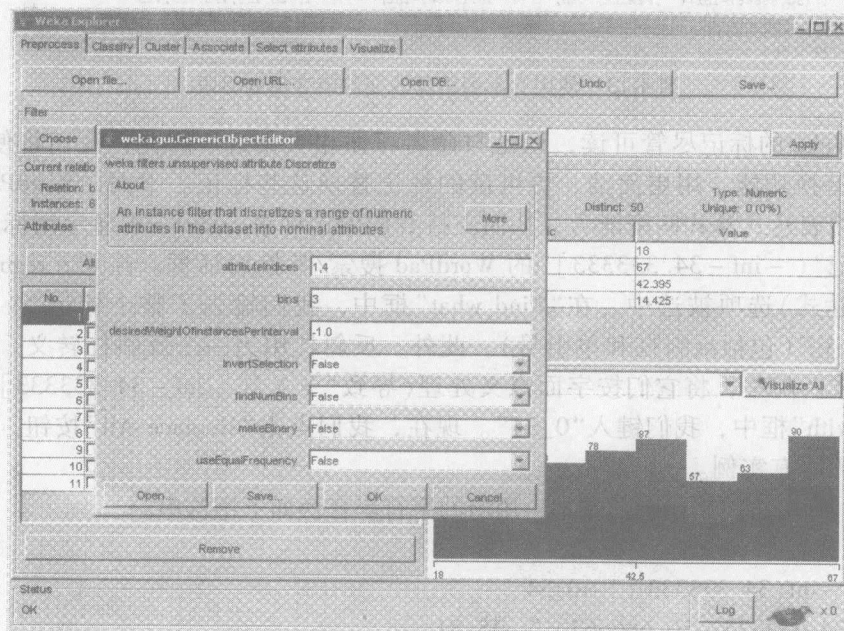 Weka Explorer
Preprocess Classify Cluster Associate Select attributes Visualize
Open file... Open URL... Open DB... Undo Save...
Filter
Choose Apply
weka.gui.GenericObjectEditor
weka.filters.unsupervised.attribute.Discretize
About
An instance filter that discretizes a range of numeric
attributes in the dataset into nominal attributes.
More
attributeIndices 1,4
bins 3
desiredWeightOfInstancesPerInterval -1.0
invertSelection False
findNumBins False
makeBinary False
useEqualFrequency False
Open... Save... OK Cancel
Current relatio
Relation: b
Instances: 6
Attributes
All
No.
1
2
3
4
5
6
7
8
9
10
11
Remove
Type: Numeric
Distinct: 50 Unique: 0 (0%)
Value
18
67
42.395
14.425
Visualize All
78 97 57 63 90
18 42.5 67
Status
OK
Log x 0